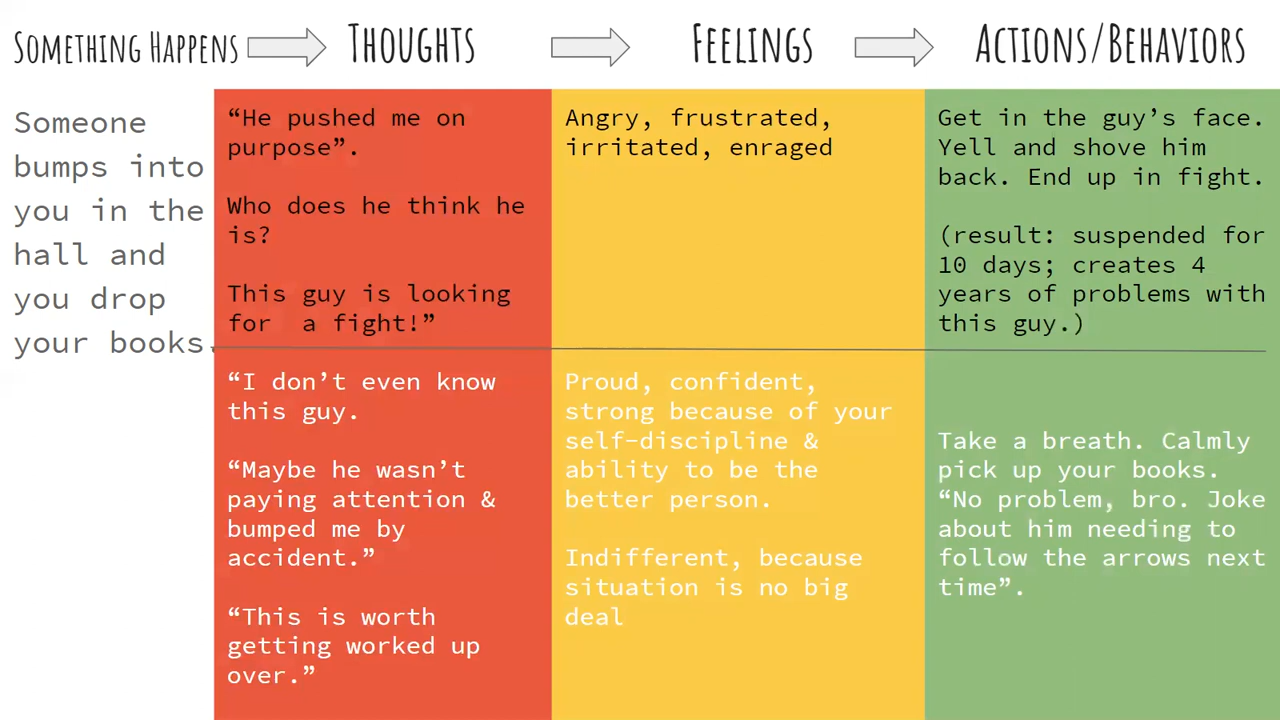 Something Happens
Thoughts
Feelings
Actions/Behaviors
Someone
bumps into
you in the
hall and
you drop
your books.
“He pushed me on
purpose”.
Who does he think he
is?
This guy is looking
for  a fight!”
Angry, frustrated,
irritated, enraged
Get in the guy’s face.
Yell and shove him
back. End up in fight.
(result: suspended for
10 days; creates 4
years of problems with
this guy.)
“I don’t even know
this guy.
“Maybe he wasn’t
paying attention &
bumped me by
accident.”
“This is worth
getting worked up
over.”
Proud, confident,
strong because of your
self-discipline &
ability to be the
better person.
Indifferent, because
situation is no big
deal
Take a breath. Calmly
pick up your books.
“No problem, bro. Joke
about him needing to
follow the arrows next
time”.